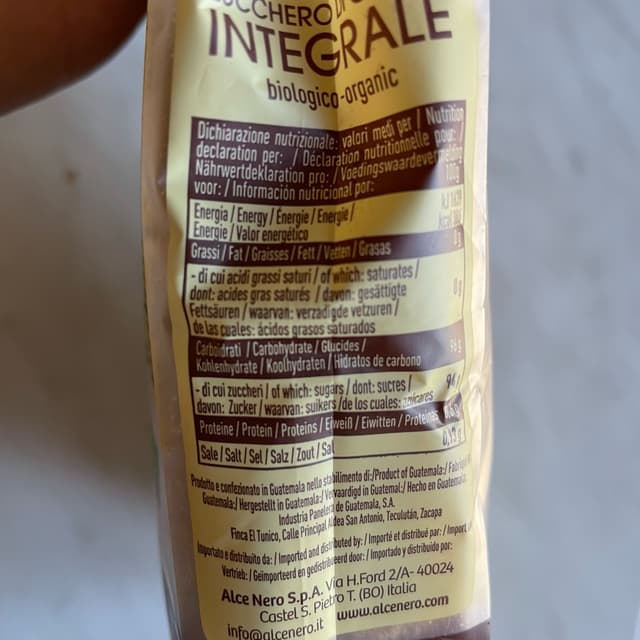 ZUCCHERO DI
INTEGRALE
biologico-organic
Dichiarazione nutrizionale: valori medi per / Nutrition
declaration per: / Déclaration nutritionnelle pour:
Nährwertdeklaration pro: / Voedingswaardever
100g
voor: / Información nutricional por:
Energia / Energy / Énergie / Energie /
Energie / Valor energético
Grassi / Fat / Graisses / Fett / Vetten / Grasas
0 g
- di cui acidi grassi saturi / of which: saturates /
dont: acides gras saturés / davon: gesättigte
0 g
Fettsäuren / waarvan: verzadigde vetzuren /
de las cuales: ácidos grasos saturados
Carboidrati / Carbohydrate / Glucides /
Kohlenhydrate / Koolhydraten / Hidratos de carbono
- di cui zuccheri / of which: sugars / dont: sucres /
davon: Zucker / waarvan: suikers / de los cuales: azúcares
Proteine / Protein / Protéines / Eiweiß / Eiwitten / Proteínas
Sale / Salt / Sel / Salz / Zout / Sal
Prodotto e confezionato in Guatemala nello stabilimento di:/Product of Guatemala:/
Guatemala:/ Hergestellt in Guatemala:/ Vervaardigd in Guatemal:/ Hecho en Guatemala:
Industria Panelera de Guatemala, S.A.
Finca El Tunico, Calle Principal Aldea San Antonio, Teculután, Zacapa
Importato e distribuito da: / Imported and distributed by: / Importé et distribué par: /
Vertrieb: / Geïmporteerd en gedistribueerd door: / Importado y distribuido por:
Alce Nero S.p.A. Via H.Ford 2/A- 40024
Castel S. Pietro T. (BO) Italia
info@alcenero.it www.alcenero.com